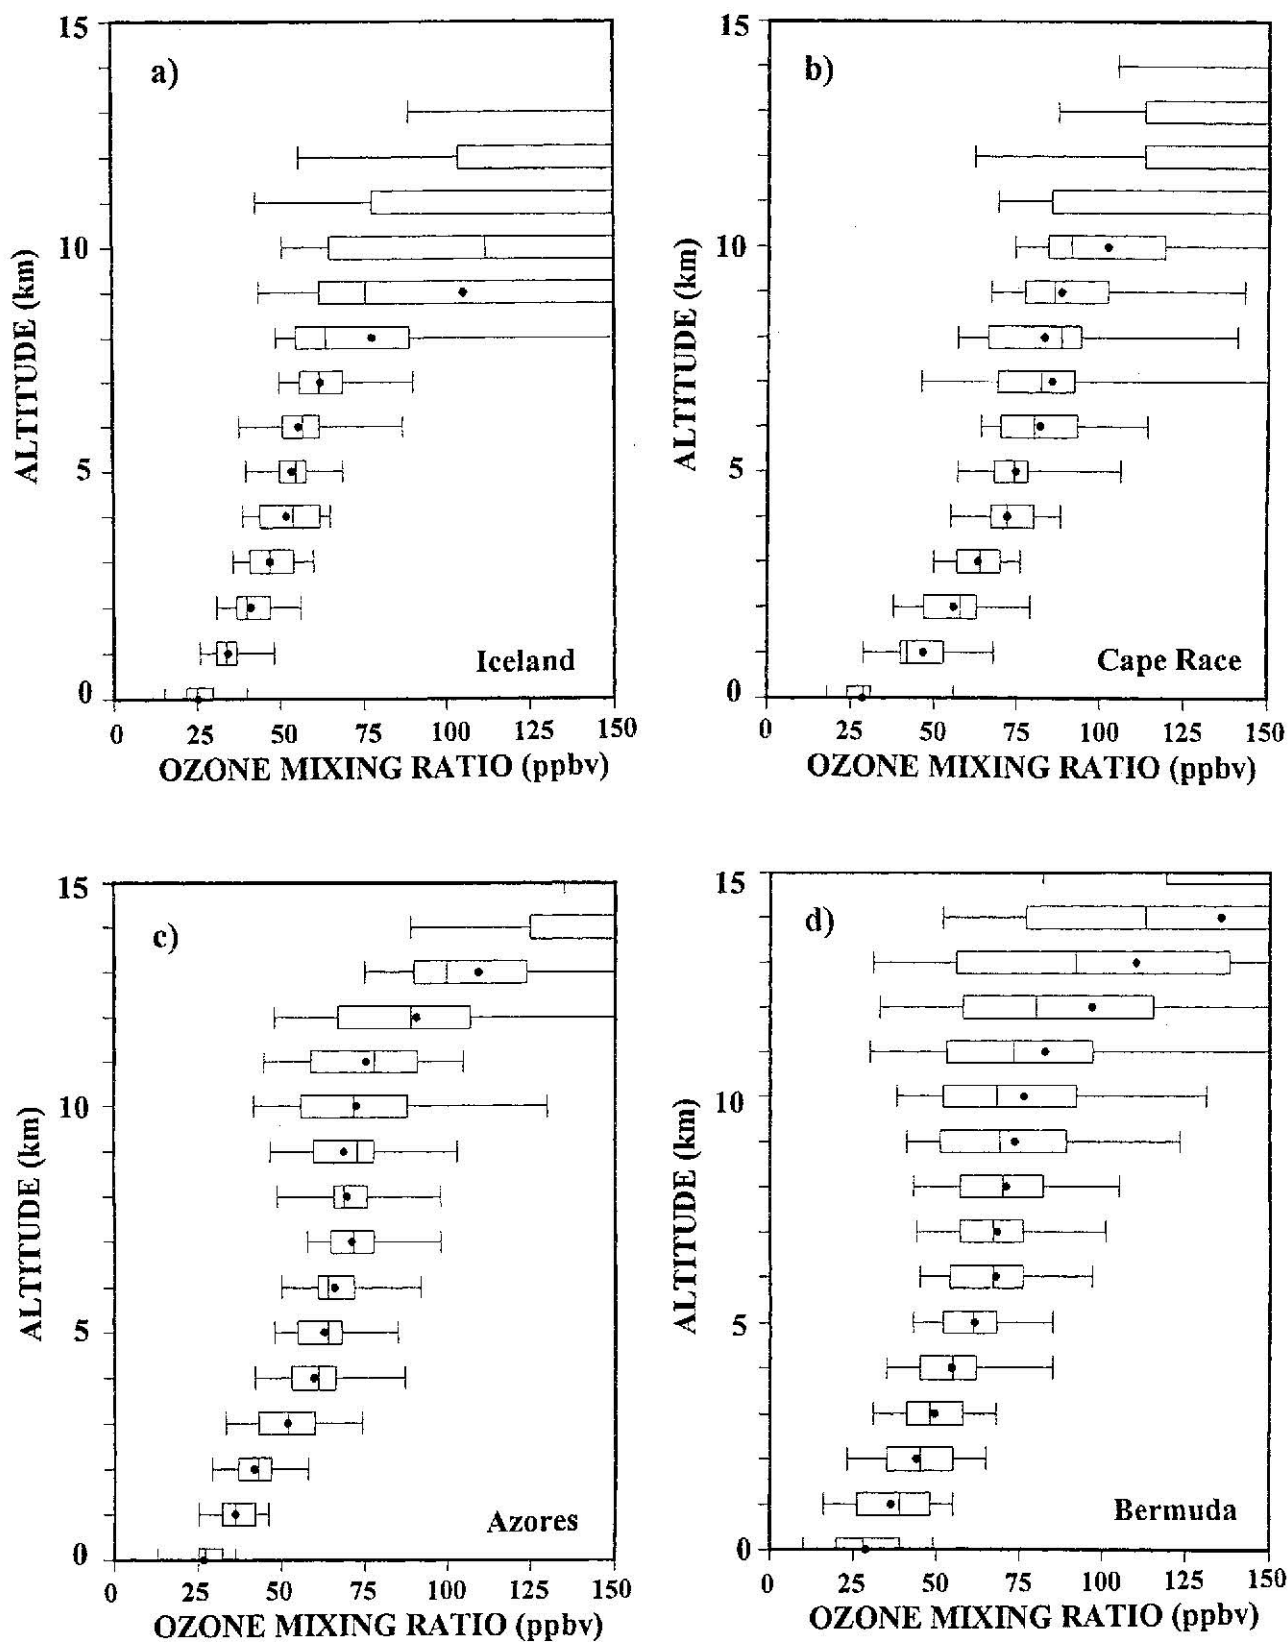 a)
15
10
5
0
ALTITUDE (km)
Iceland
0 25 50 75 100 125 150
OZONE MIXING RATIO (ppbv)
b)
15
10
5
0
ALTITUDE (km)
Cape Race
0 25 50 75 100 125 150
OZONE MIXING RATIO (ppbv)
c)
15
10
5
0
ALTITUDE (km)
Azores
0 25 50 75 100 125 150
OZONE MIXING RATIO (ppbv)
d)
15
10
5
0
ALTITUDE (km)
Bermuda
0 25 50 75 100 125 150
OZONE MIXING RATIO (ppbv)